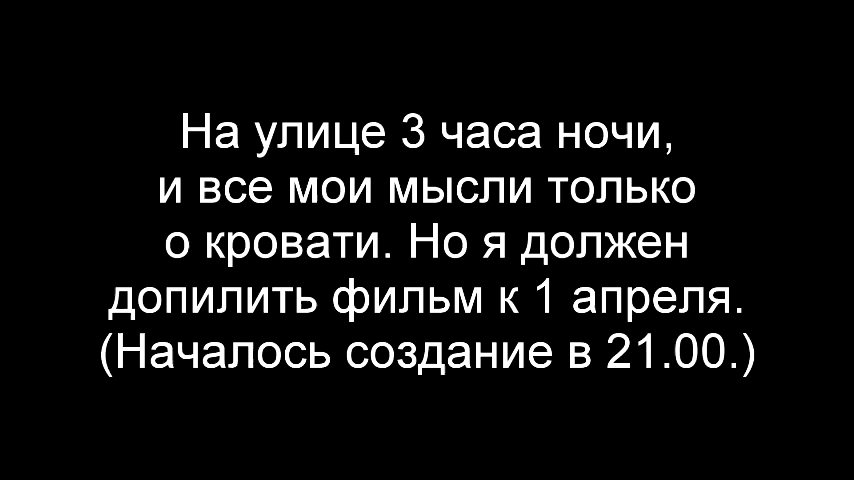 На улице 3 часа ночи,
и все мои мысли только
о кровати. Но я должен
допилить фильм к 1 апреля.
(Началось создание в 21.00.)